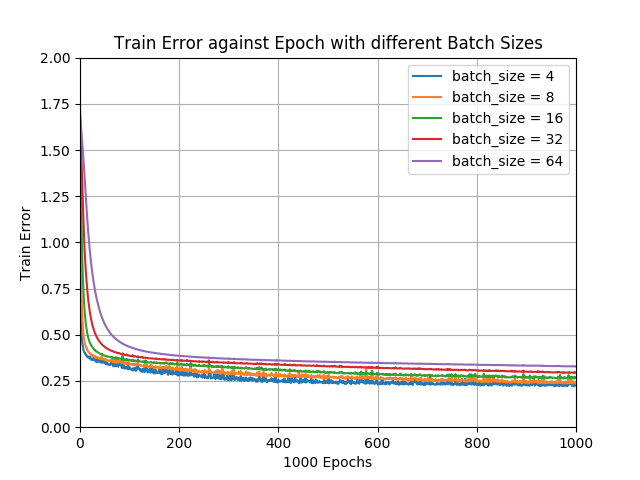 Train Error against Epoch with different Batch Sizes
2.00
1.75
1.50
1.25
1.00
0.75
0.50
0.25
0.00
Train Error
batch_size = 4
batch_size = 8
batch_size = 16
batch_size = 32
batch_size = 64
0 200 400 600 800 1000
1000 Epochs